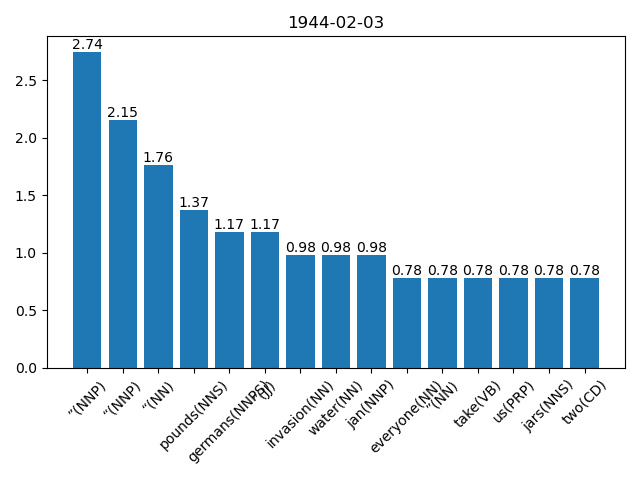 1944-02-03
2.74
2.15
1.76
1.37
1.17
1.17
0.98
0.98
0.98
0.78
0.78
0.78
0.78
0.78
0.78
2.5
2.0
1.5
1.0
0.5
0.0
”(NNP)
“(NNP)
“(NN)
pounds(NNS)
germans(NNPS)
“(JJ)
invasion(NN)
water(NN)
jan(NNP)
everyone(NN)
”(NN)
take(VB)
us(PRP)
jars(NNS)
two(CD)